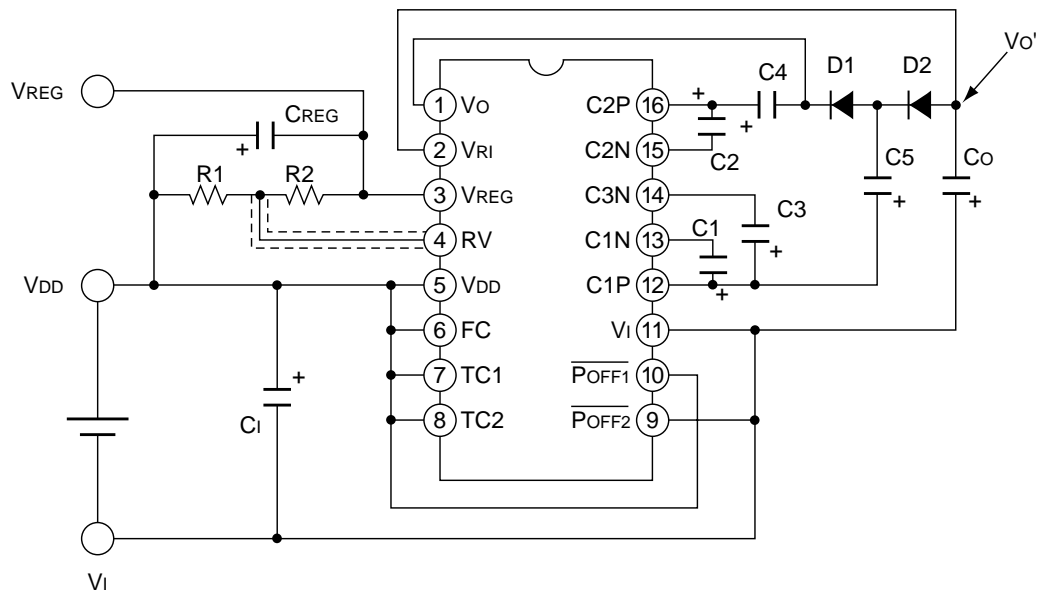 VREG
CREG
+
R1
R2
VDD
CI
+
VI
1 VO
2 VRI
3 VREG
4 RV
5 VDD
6 FC
7 TC1
8 TC2
C2P 16
C2N 15
C3N 14
C1N 13
C1P 12
VI 11
POFF1 10
POFF2 9
+
C2
+
C4
D1
D2
VO'
C5
+
CO
+
C3
+
C1
+